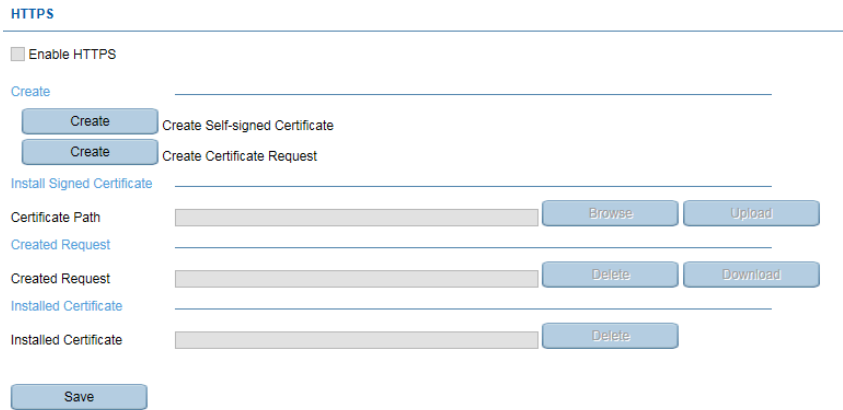 HTTPS
Enable HTTPS
Create
Create Create Self-signed Certificate
Create Create Certificate Request
Install Signed Certificate
Certificate Path Browse Upload
Created Request
Created Request Delete Download
Installed Certificate
Installed Certificate Delete
Save